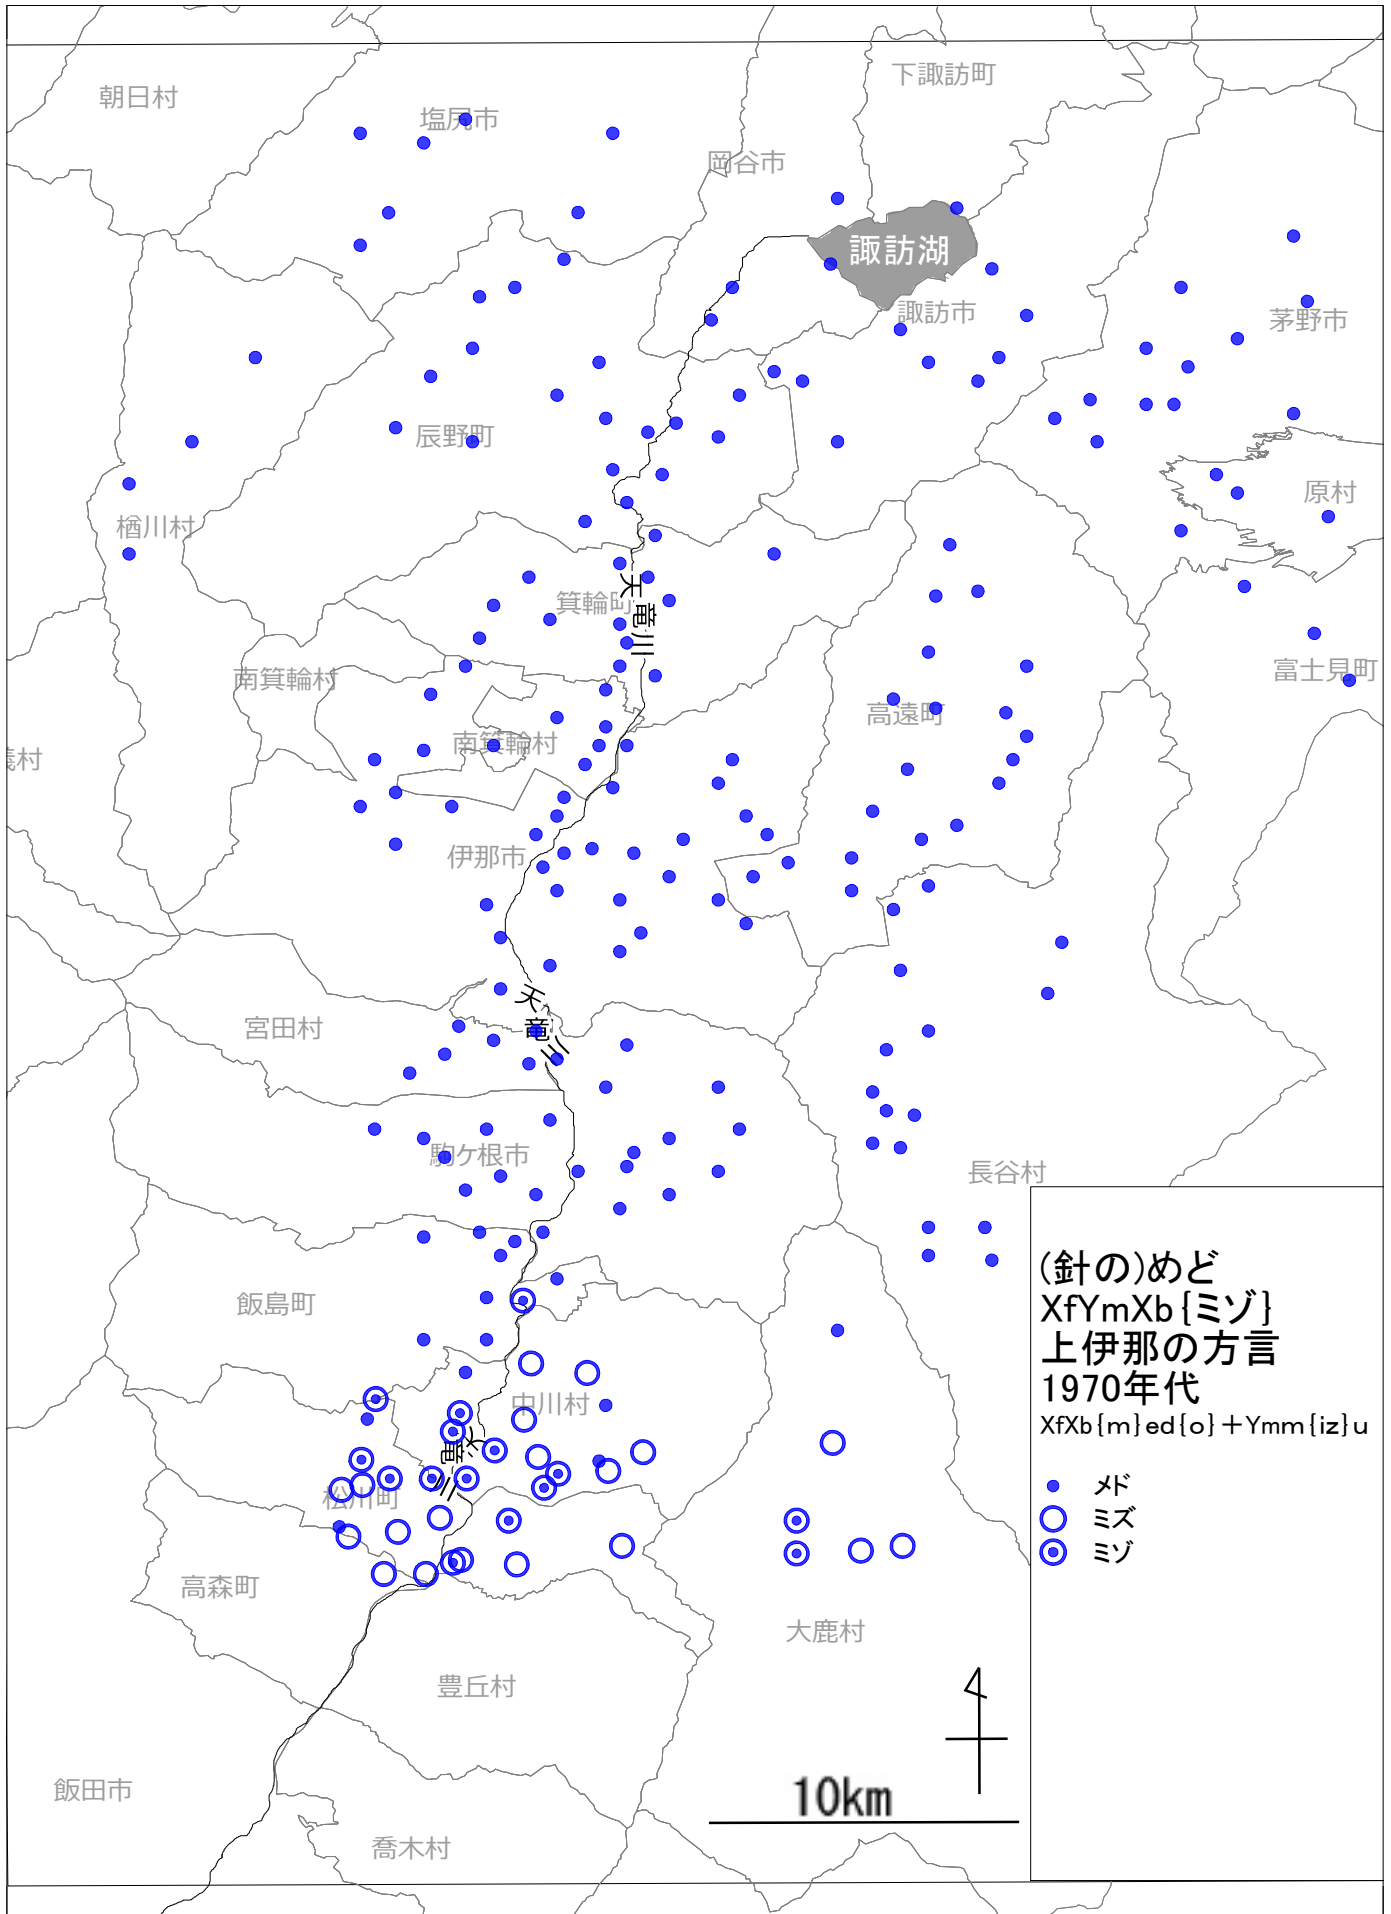 下諏訪町
朝日村
塩尻市
岡谷市
諏訪湖
諏訪市
茅野市
辰野町
原村
楢川村
天竜川
箕輪町
富士見町
南箕輪村
高遠町
南箕輪村
伊那市
天竜川
宮田村
駒ケ根市
長谷村
飯島町
中川村
天竜川
松川町
高森町
大鹿村
豊丘村
飯田市
喬木村
10km
(針の)めど
XfYmXb{ミゾ}
上伊那の方言
1970年代
XfXb{m}ed{o}+Ymm{iz}u
メド
ミズ
ミゾ